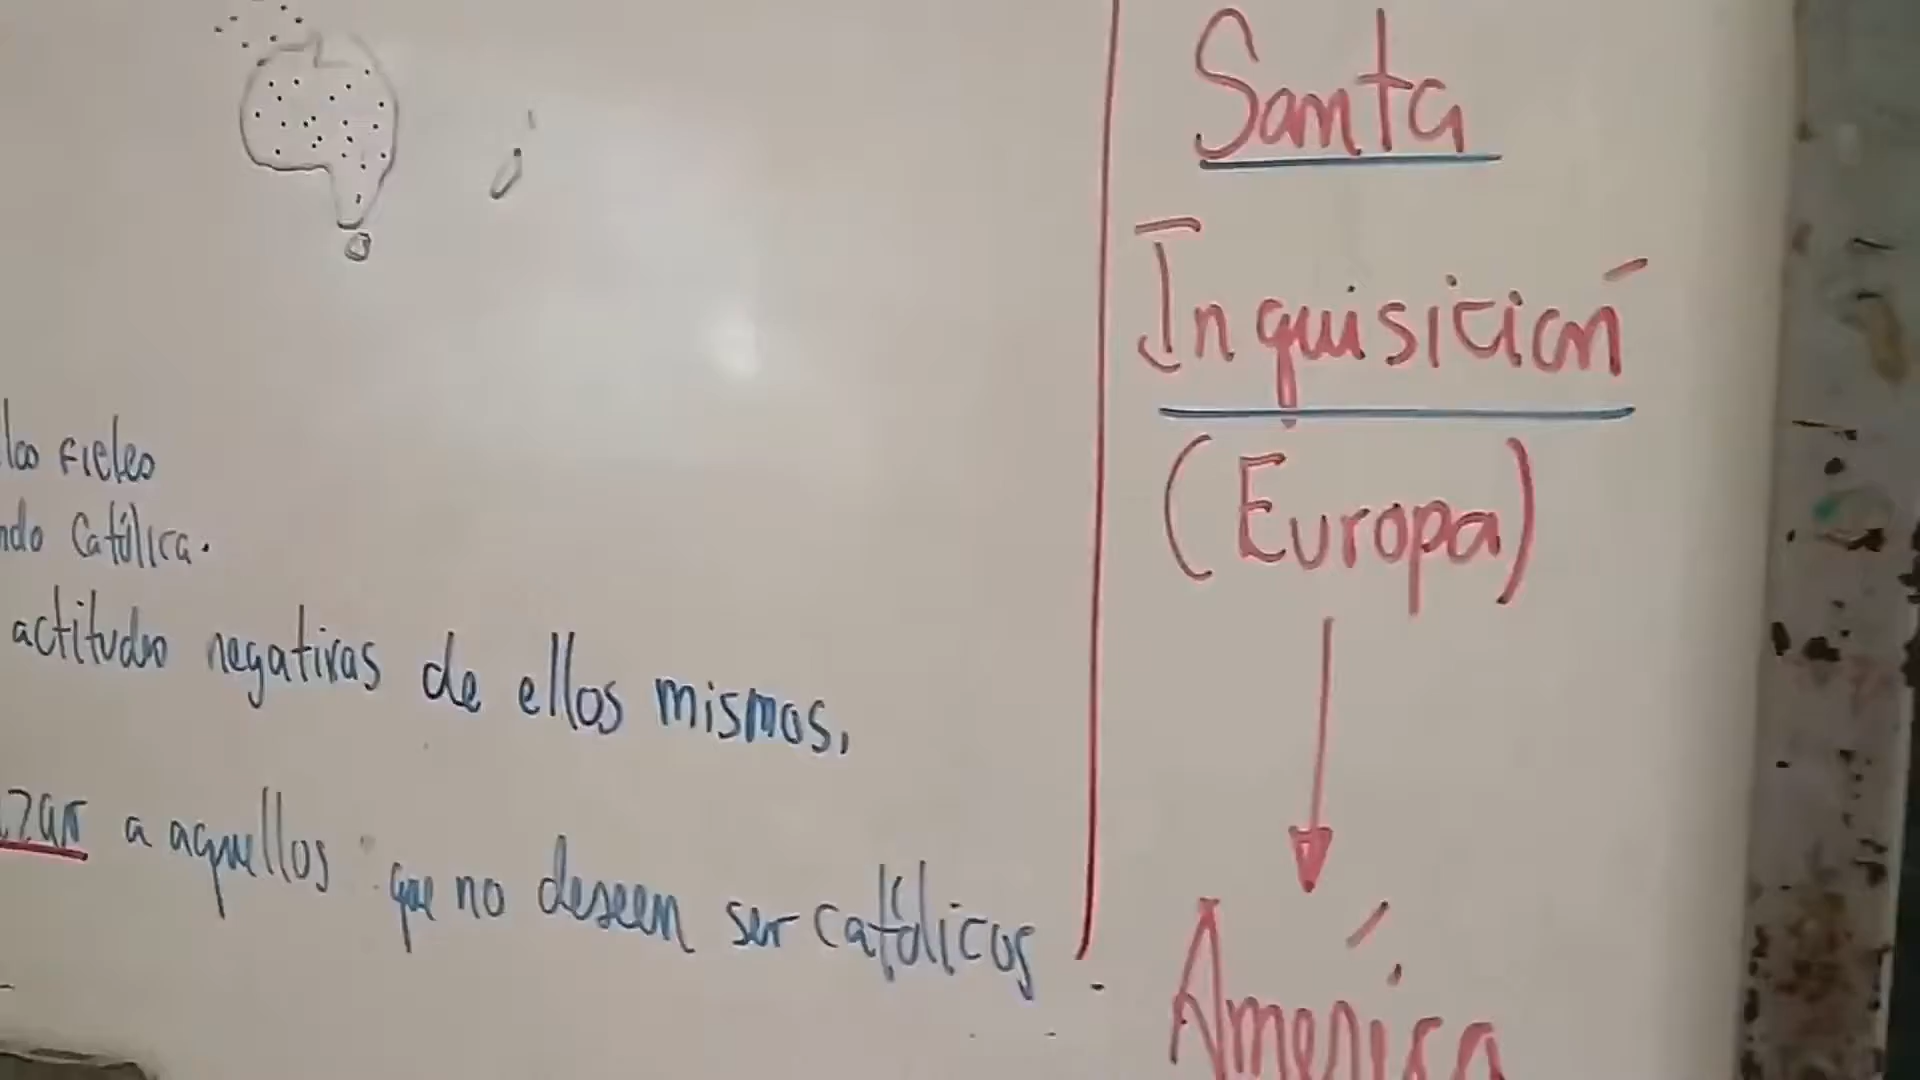 los fieles
ndo Católica.
actitudes negativas de ellos mismos.
zar a aquellos que no deseen ser católicos
Santa
Inquisición
(Europa)
América